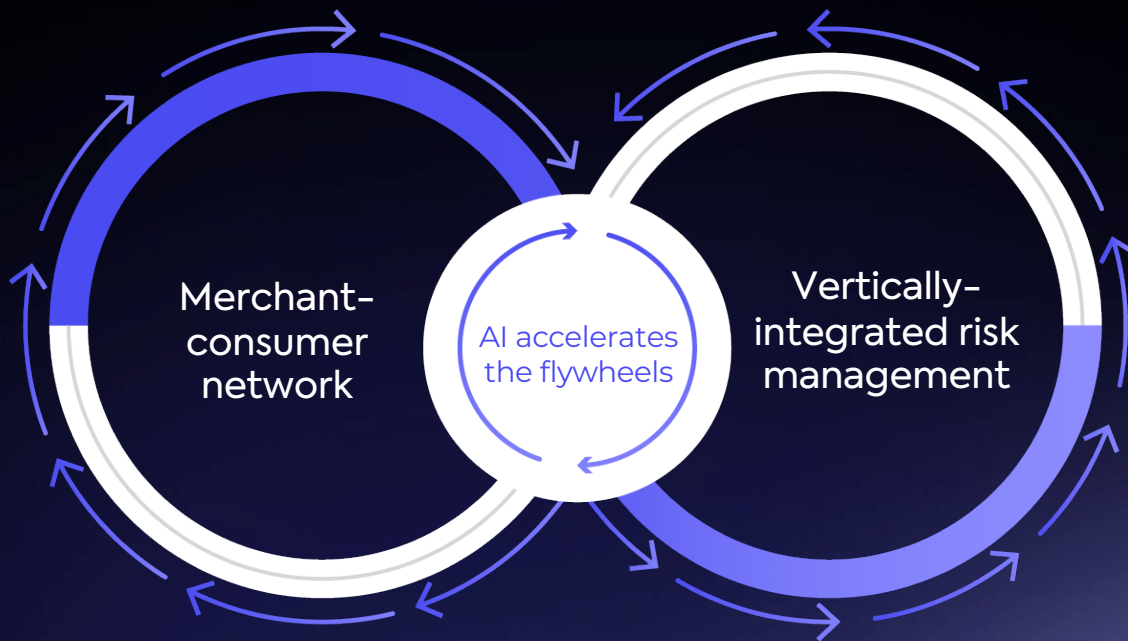 Merchant-
consumer
network
AI accelerates
the flywheels
Vertically-
integrated risk
management